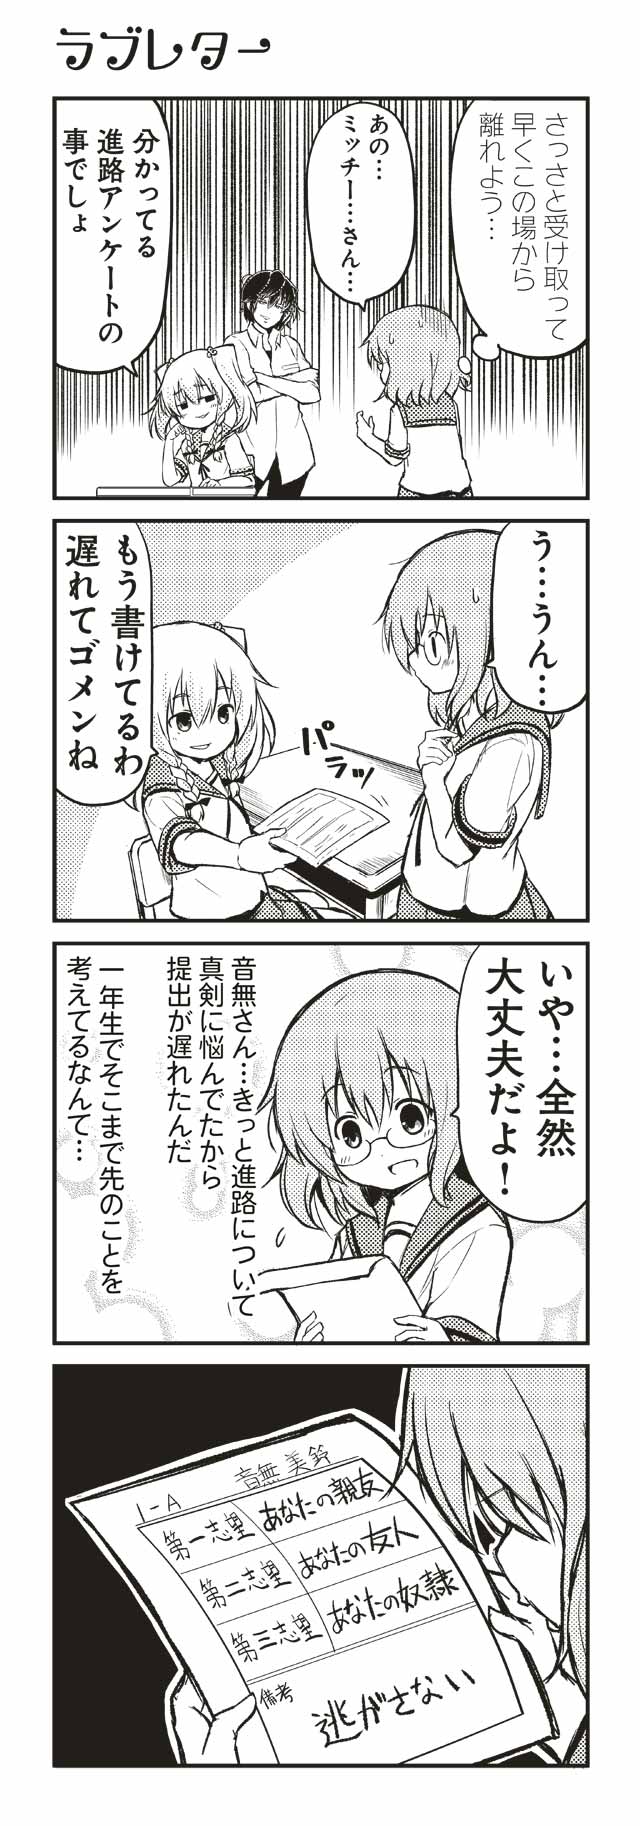 ラブレター
さっさと受け取って
早くこの場から
離れよう…
あの…
ミッチー…さん…
分かってる
進路アンケートの
事でしょ
う…うん…
パラッ
もう書けてるわ
遅れてゴメンね
いや…全然
大丈夫だよ！
音無さん…きっと進路について
真剣に悩んでたから
提出が遅れたんだ
一年生でそこまで先のことを
考えてるなんて…
1-A 音無美鈴
第一志望 あなたの親友
第二志望 あなたの友人
第三志望 あなたの奴隷
備考
逃がさない